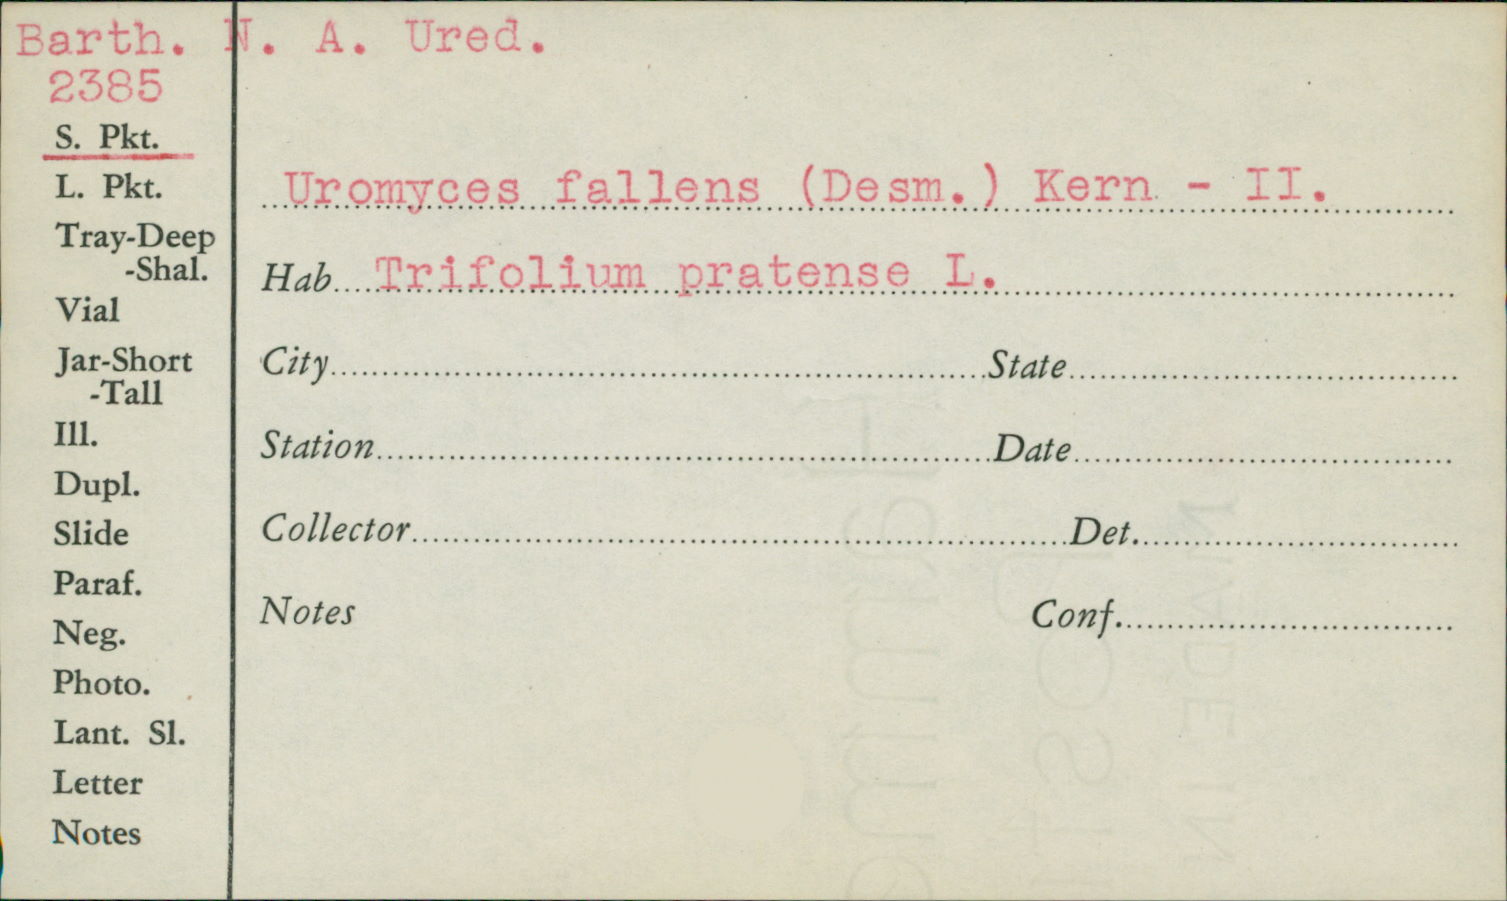 Barth. N. A. Ured.
2385
S. Pkt.
L. Pkt.
Tray-Deep
-Shal.
Vial
Jar-Short
-Tall
Ill.
Dupl.
Slide
Paraf.
Neg.
Photo.
Lant. Sl.
Letter
Notes
Uromyces fallens (Desm.) Kern - II.
Hab. Trifolium pratense L.
City State
Station Date
Collector Det.
Notes Conf.